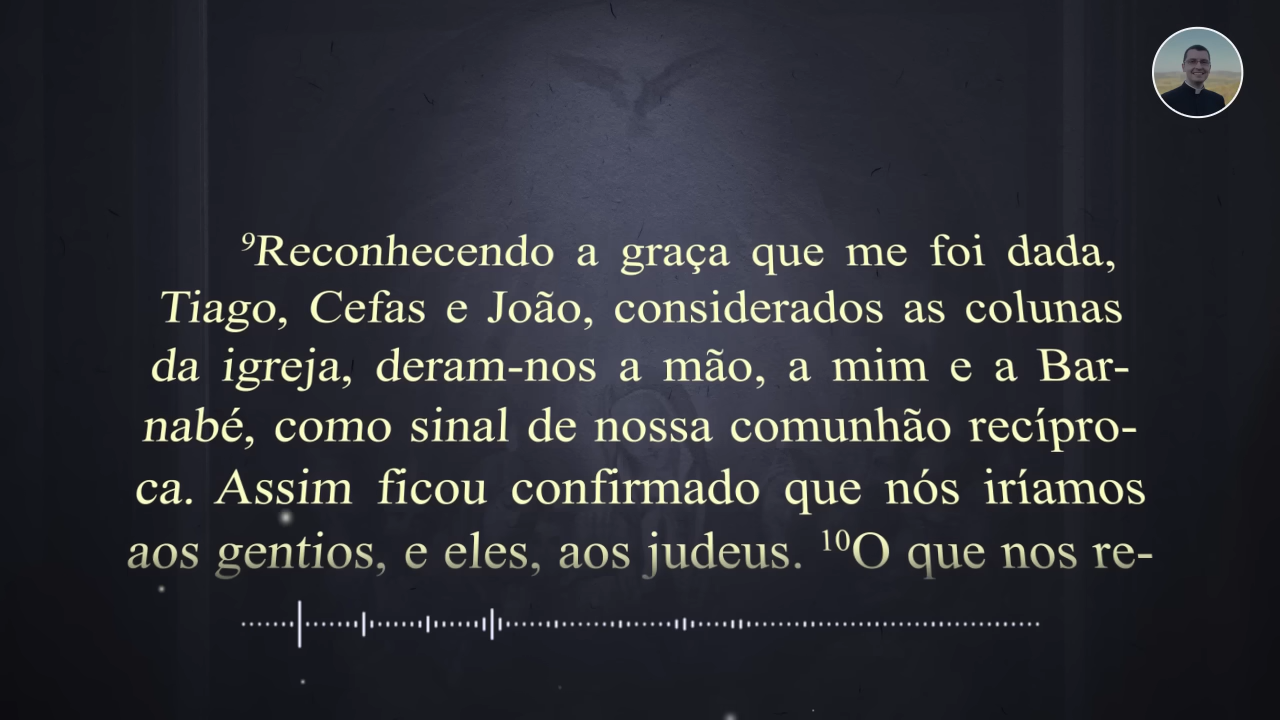 ⁹Reconhecendo a graça que me foi dada,
Tiago, Cefas e João, considerados as colunas
da igreja, deram-nos a mão, a mim e a Bar-
nabé, como sinal de nossa comunhão recípro-
ca. Assim ficou confirmado que nós iríamos
aos gentios, e eles, aos judeus. ¹⁰O que nos re-